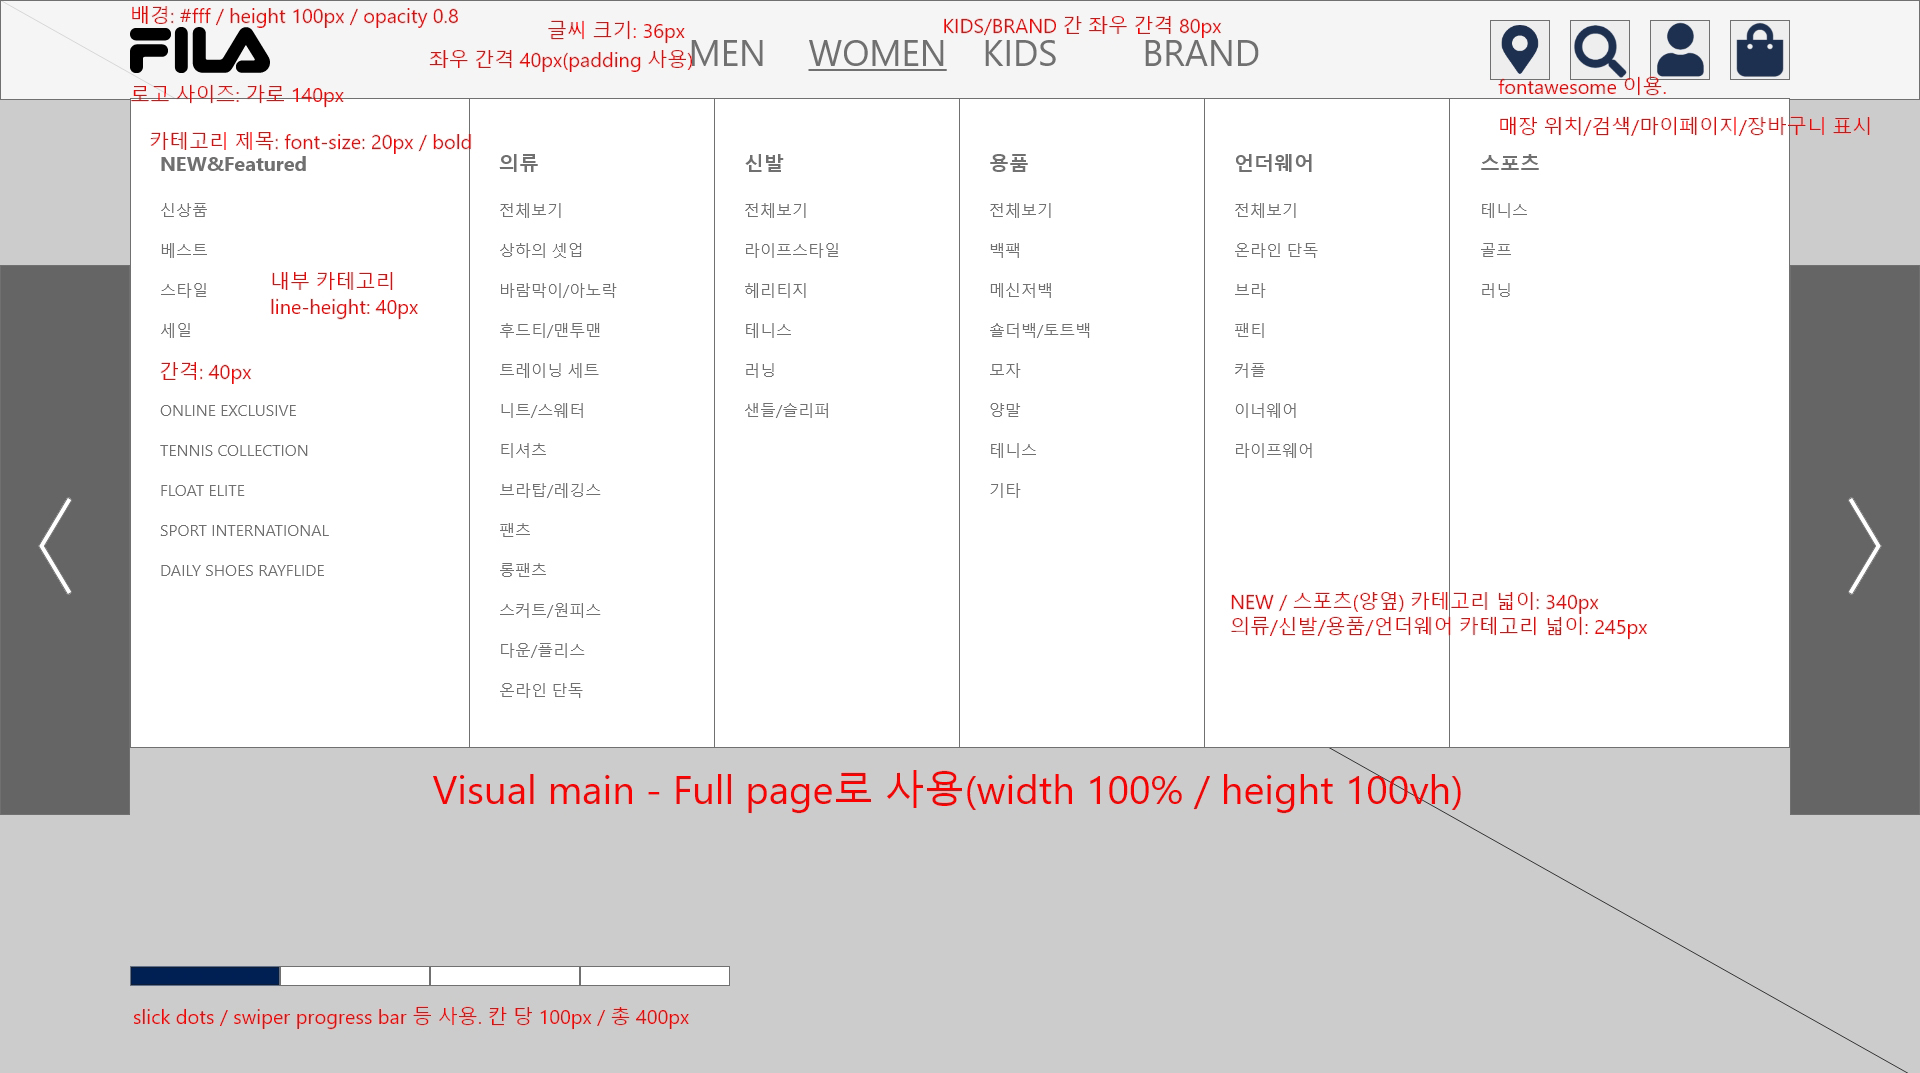 배경: #fff / height 100px / opacity 0.8
FILA
로고 사이즈: 가로 140px
글씨 크기: 36px
좌우 간격 40px(padding 사용)
KIDS/BRAND 간 좌우 간격 80px
MEN WOMEN KIDS BRAND
fontawesome 이용.
매장 위치/검색/마이페이지/장바구니 표시
카테고리 제목: font-size: 20px / bold
NEW&Featured
신상품
베스트
스타일
세일
내부 카테고리
line-height: 40px
간격: 40px
ONLINE EXCLUSIVE
TENNIS COLLECTION
FLOAT ELITE
SPORT INTERNATIONAL
DAILY SHOES RAYFLIDE
의류
전체보기
상하의 셋업
바람막이/아노락
후드티/맨투맨
트레이닝 세트
니트/스웨터
티셔츠
브라탑/레깅스
팬츠
롱팬츠
스커트/원피스
다운/플리스
온라인 단독
신발
전체보기
라이프스타일
헤리티지
테니스
러닝
샌들/슬리퍼
용품
전체보기
백팩
메신저백
숄더백/토트백
모자
양말
테니스
기타
언더웨어
전체보기
온라인 단독
브라
팬티
커플
이너웨어
라이프웨어
스포츠
테니스
골프
러닝
NEW / 스포츠(양옆) 카테고리 넓이: 340px
의류/신발/용품/언더웨어 카테고리 넓이: 245px
Visual main - Full page로 사용(width 100% / height 100vh)
slick dots / swiper progress bar 등 사용. 칸 당 100px / 총 400px